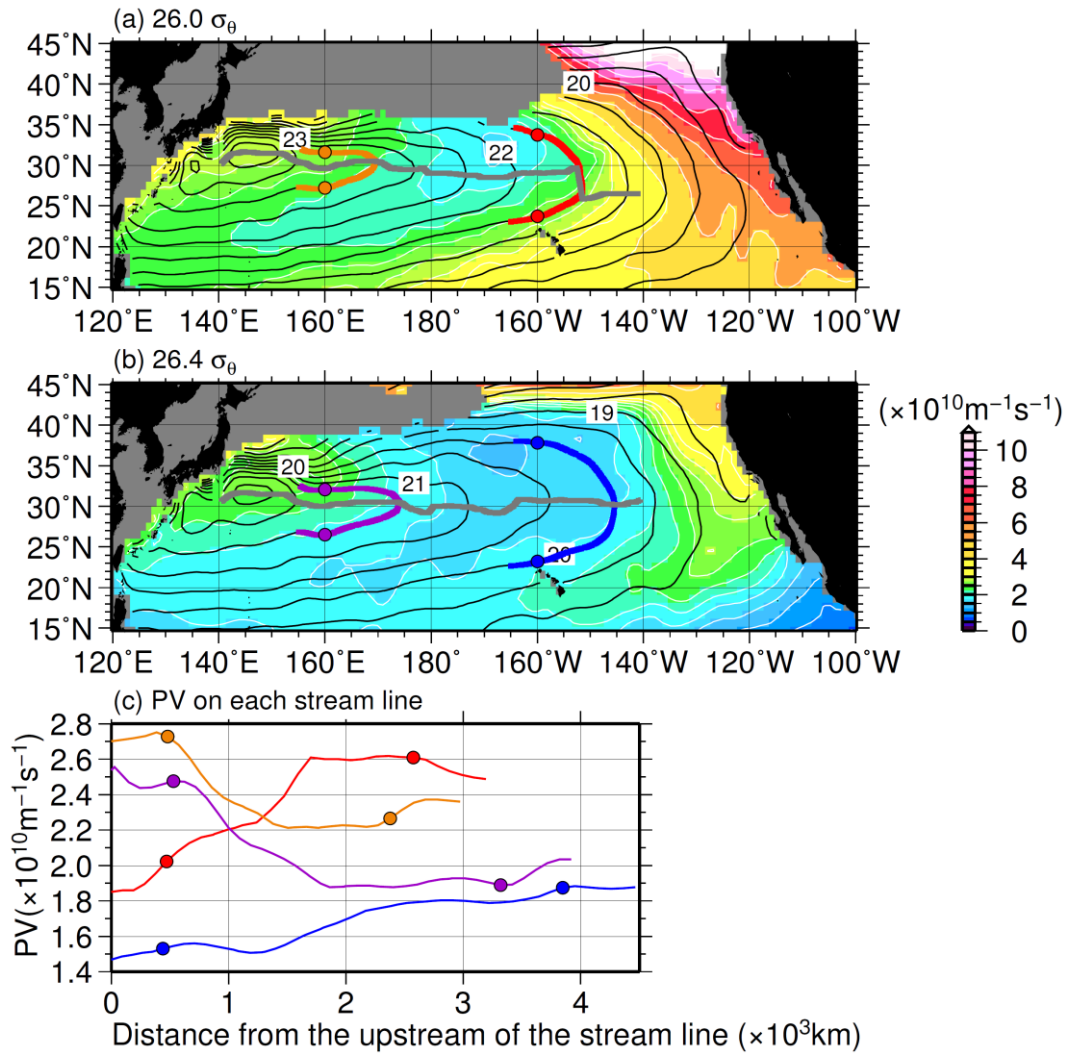 (a) 26.0 σθ
45˚N
40˚N
35˚N
30˚N
25˚N
20˚N
15˚N
20
23
22
120˚E 140˚E 160˚E 180˚ 160˚W 120˚W 100˚W
(b) 26.4 σθ
45˚N
40˚N
35˚N
30˚N
25˚N
20˚N
15˚N
19
20
21
20
120˚E 140˚E 160˚E 180˚ 160˚W 120˚W 100˚W
(×10¹⁰m⁻¹s⁻¹)
10
8
6
4
2
0
(c) PV on each stream line
PV(×10¹⁰m⁻¹s⁻¹)
2.8
2.6
2.4
2.2
2.0
1.8
1.6
1.4
0 1 2 3 4
Distance from the upstream of the stream line (×10³km)